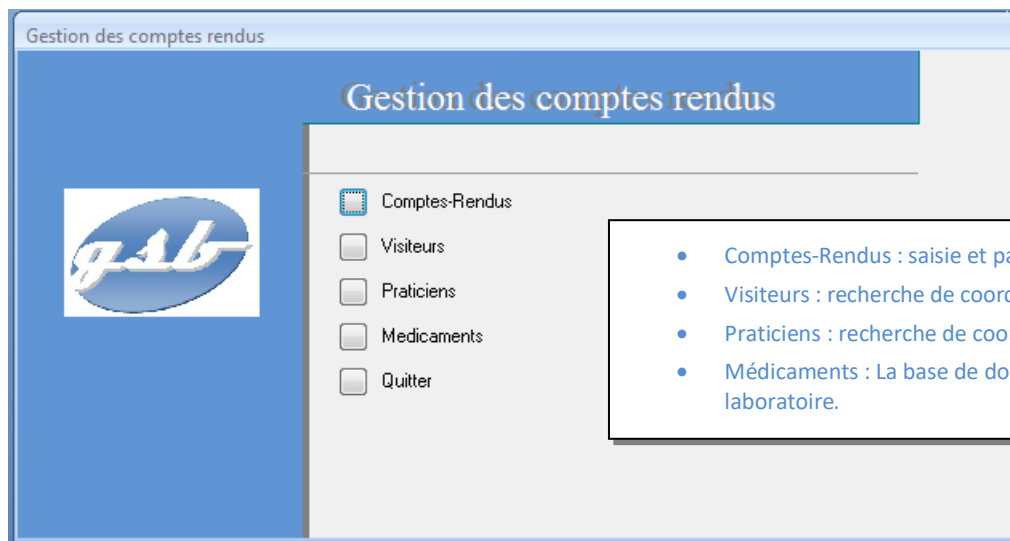 Gestion des comptes rendus
Gestion des comptes rendus
gsb
Comptes-Rendus
Visiteurs
Praticiens
Medicaments
Quitter
• Comptes-Rendus : saisie et
• Visiteurs : recherche de
• Praticiens : recherche de
• Médicaments : La base de
laboratoire.